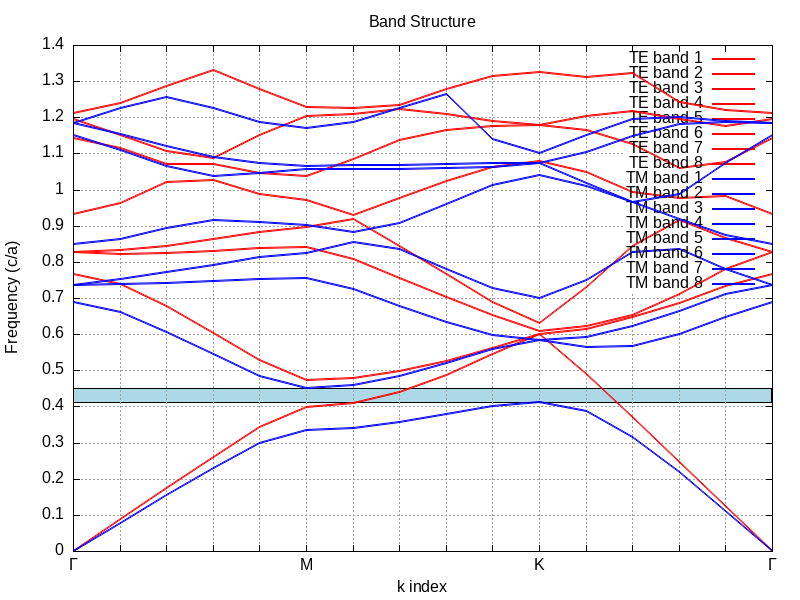 Band Structure
1.4
1.3
1.2
1.1
1
0.9
0.8
0.7
0.6
0.5
0.4
0.3
0.2
0.1
0
Frequency (c/a)
TE band 1
TE band 2
TE band 3
TE band 4
TE band 5
TE band 6
TE band 7
TE band 8
TM band 1
TM band 2
TM band 3
TM band 4
TM band 5
TM band 6
TM band 7
TM band 8
Γ M K Γ
k index